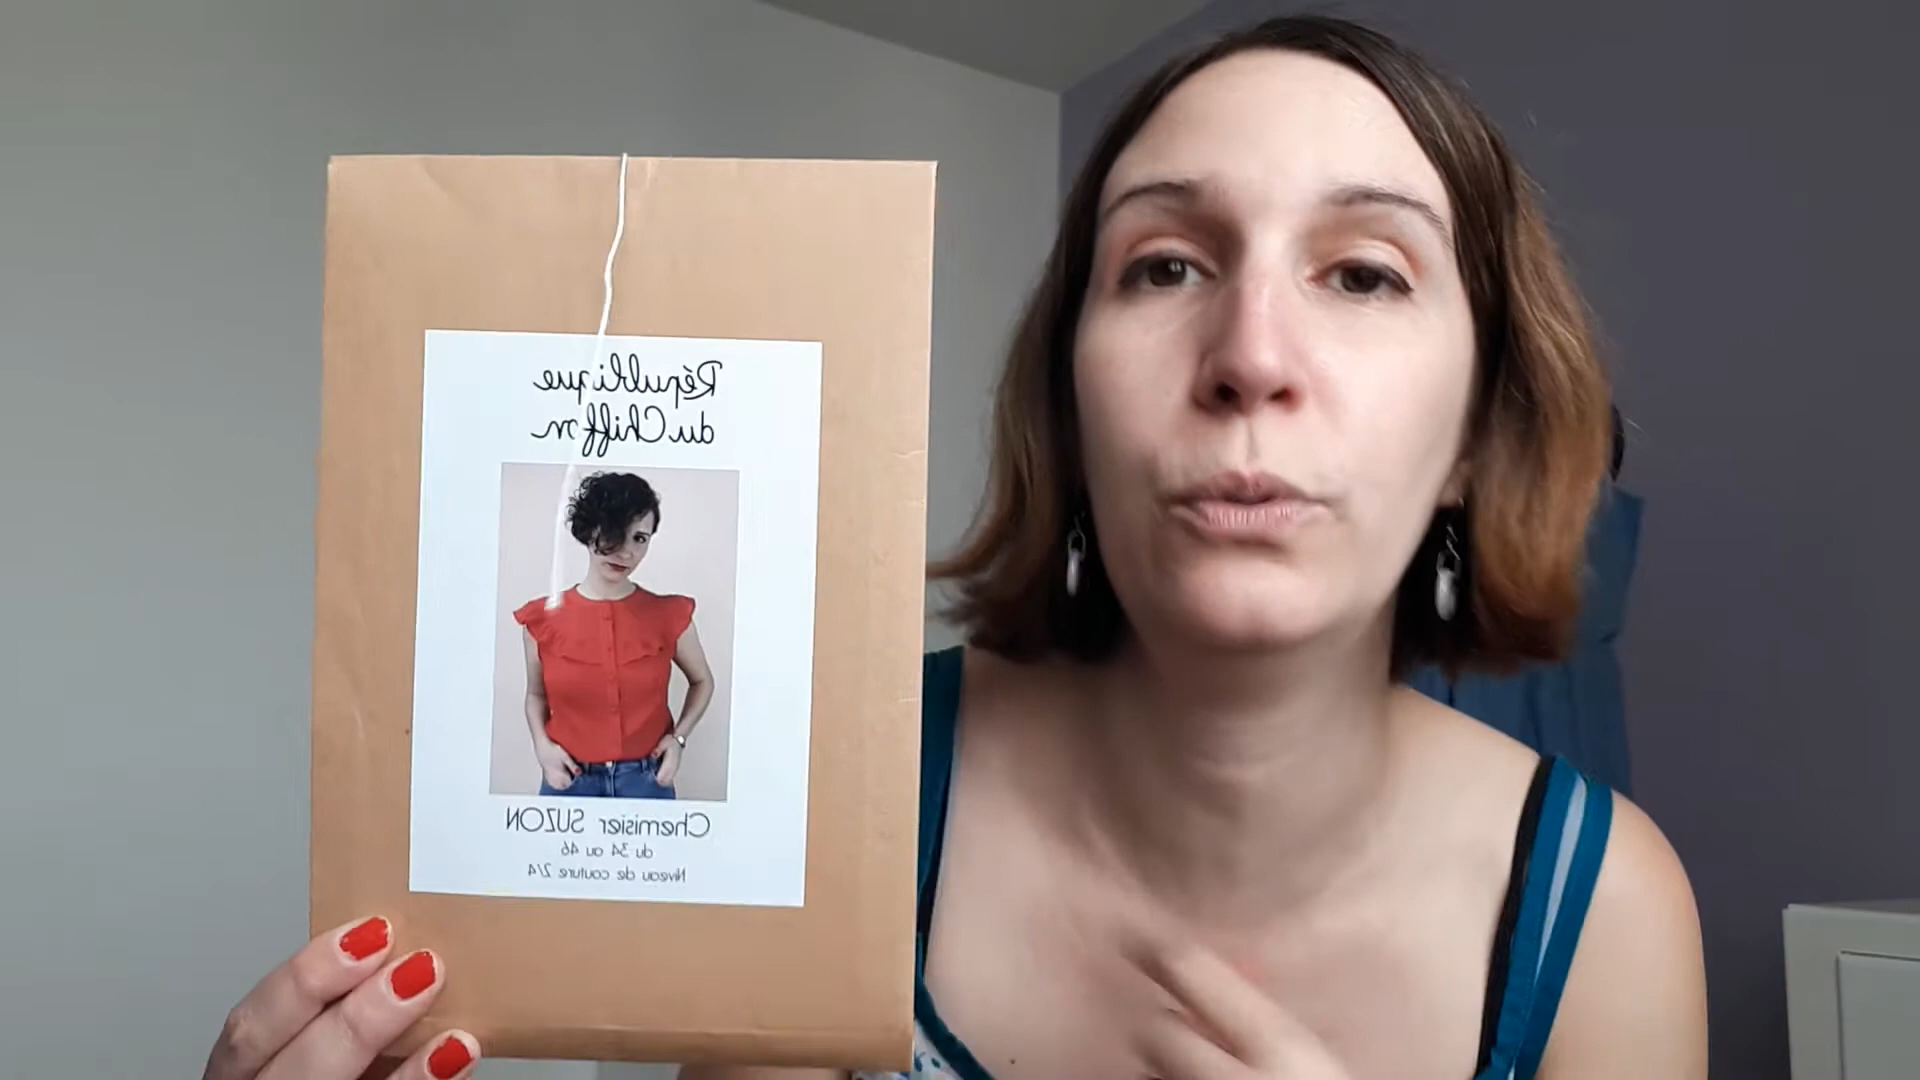 République
du Chiffon
Chemisier SUZON
du 34 au 46
Niveau de couture 2/4